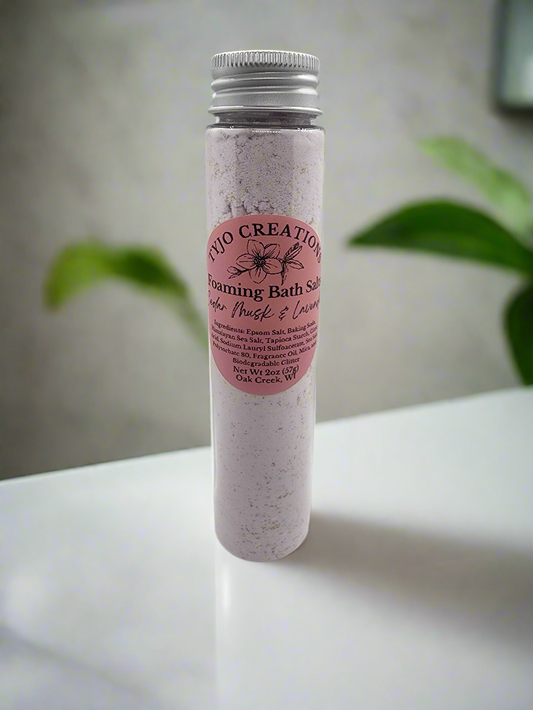 TYJO CREATIONS
Foaming Bath Salt
Cedar Musk & Lavender
Ingredients: Epsom Salt, Baking Soda,
Himalayan Sea Salt, Tapioca Starch,
Sodium Lauryl Sulfoacetate,
Polysorbate 80, Fragrance Oil, Mica,
Biodegradable Glitter
Net Wt 2oz (57g)
Oak Creek, WI